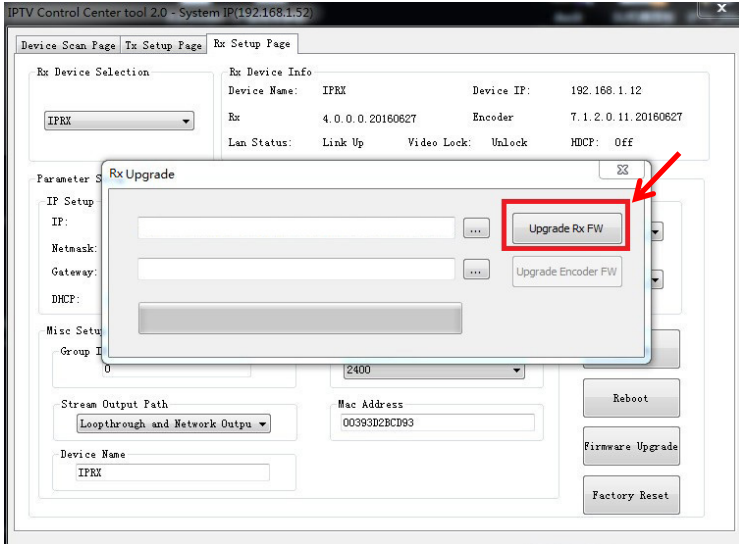 IPTV Control Center tool 2.0 - System IP(192.168.1.52)
x
Device Scan Page Tx Setup Page Rx Setup Page
Rx Device Selection
IPRX
Rx Device Info
Device Name: IPRX Device IP: 192.168.1.12
Rx 4.0.0.0.20160627 Encoder 7.1.2.0.11.20160627
Lan Status: Link Up Video Lock: Unlock HDCP: Off
Parameter S
IP Setup
IP:
Netmask:
Gateway:
DHCP:
Rx Upgrade
... Upgrade Rx FW
... Upgrade Encoder FW
Misc Setu
Group I
0
2400
Stream Output Path
Loopthrough and Network Outpu
Mac Address
00393D2BCD93
Device Name
IPRX
Reboot
Firmware Upgrade
Factory Reset